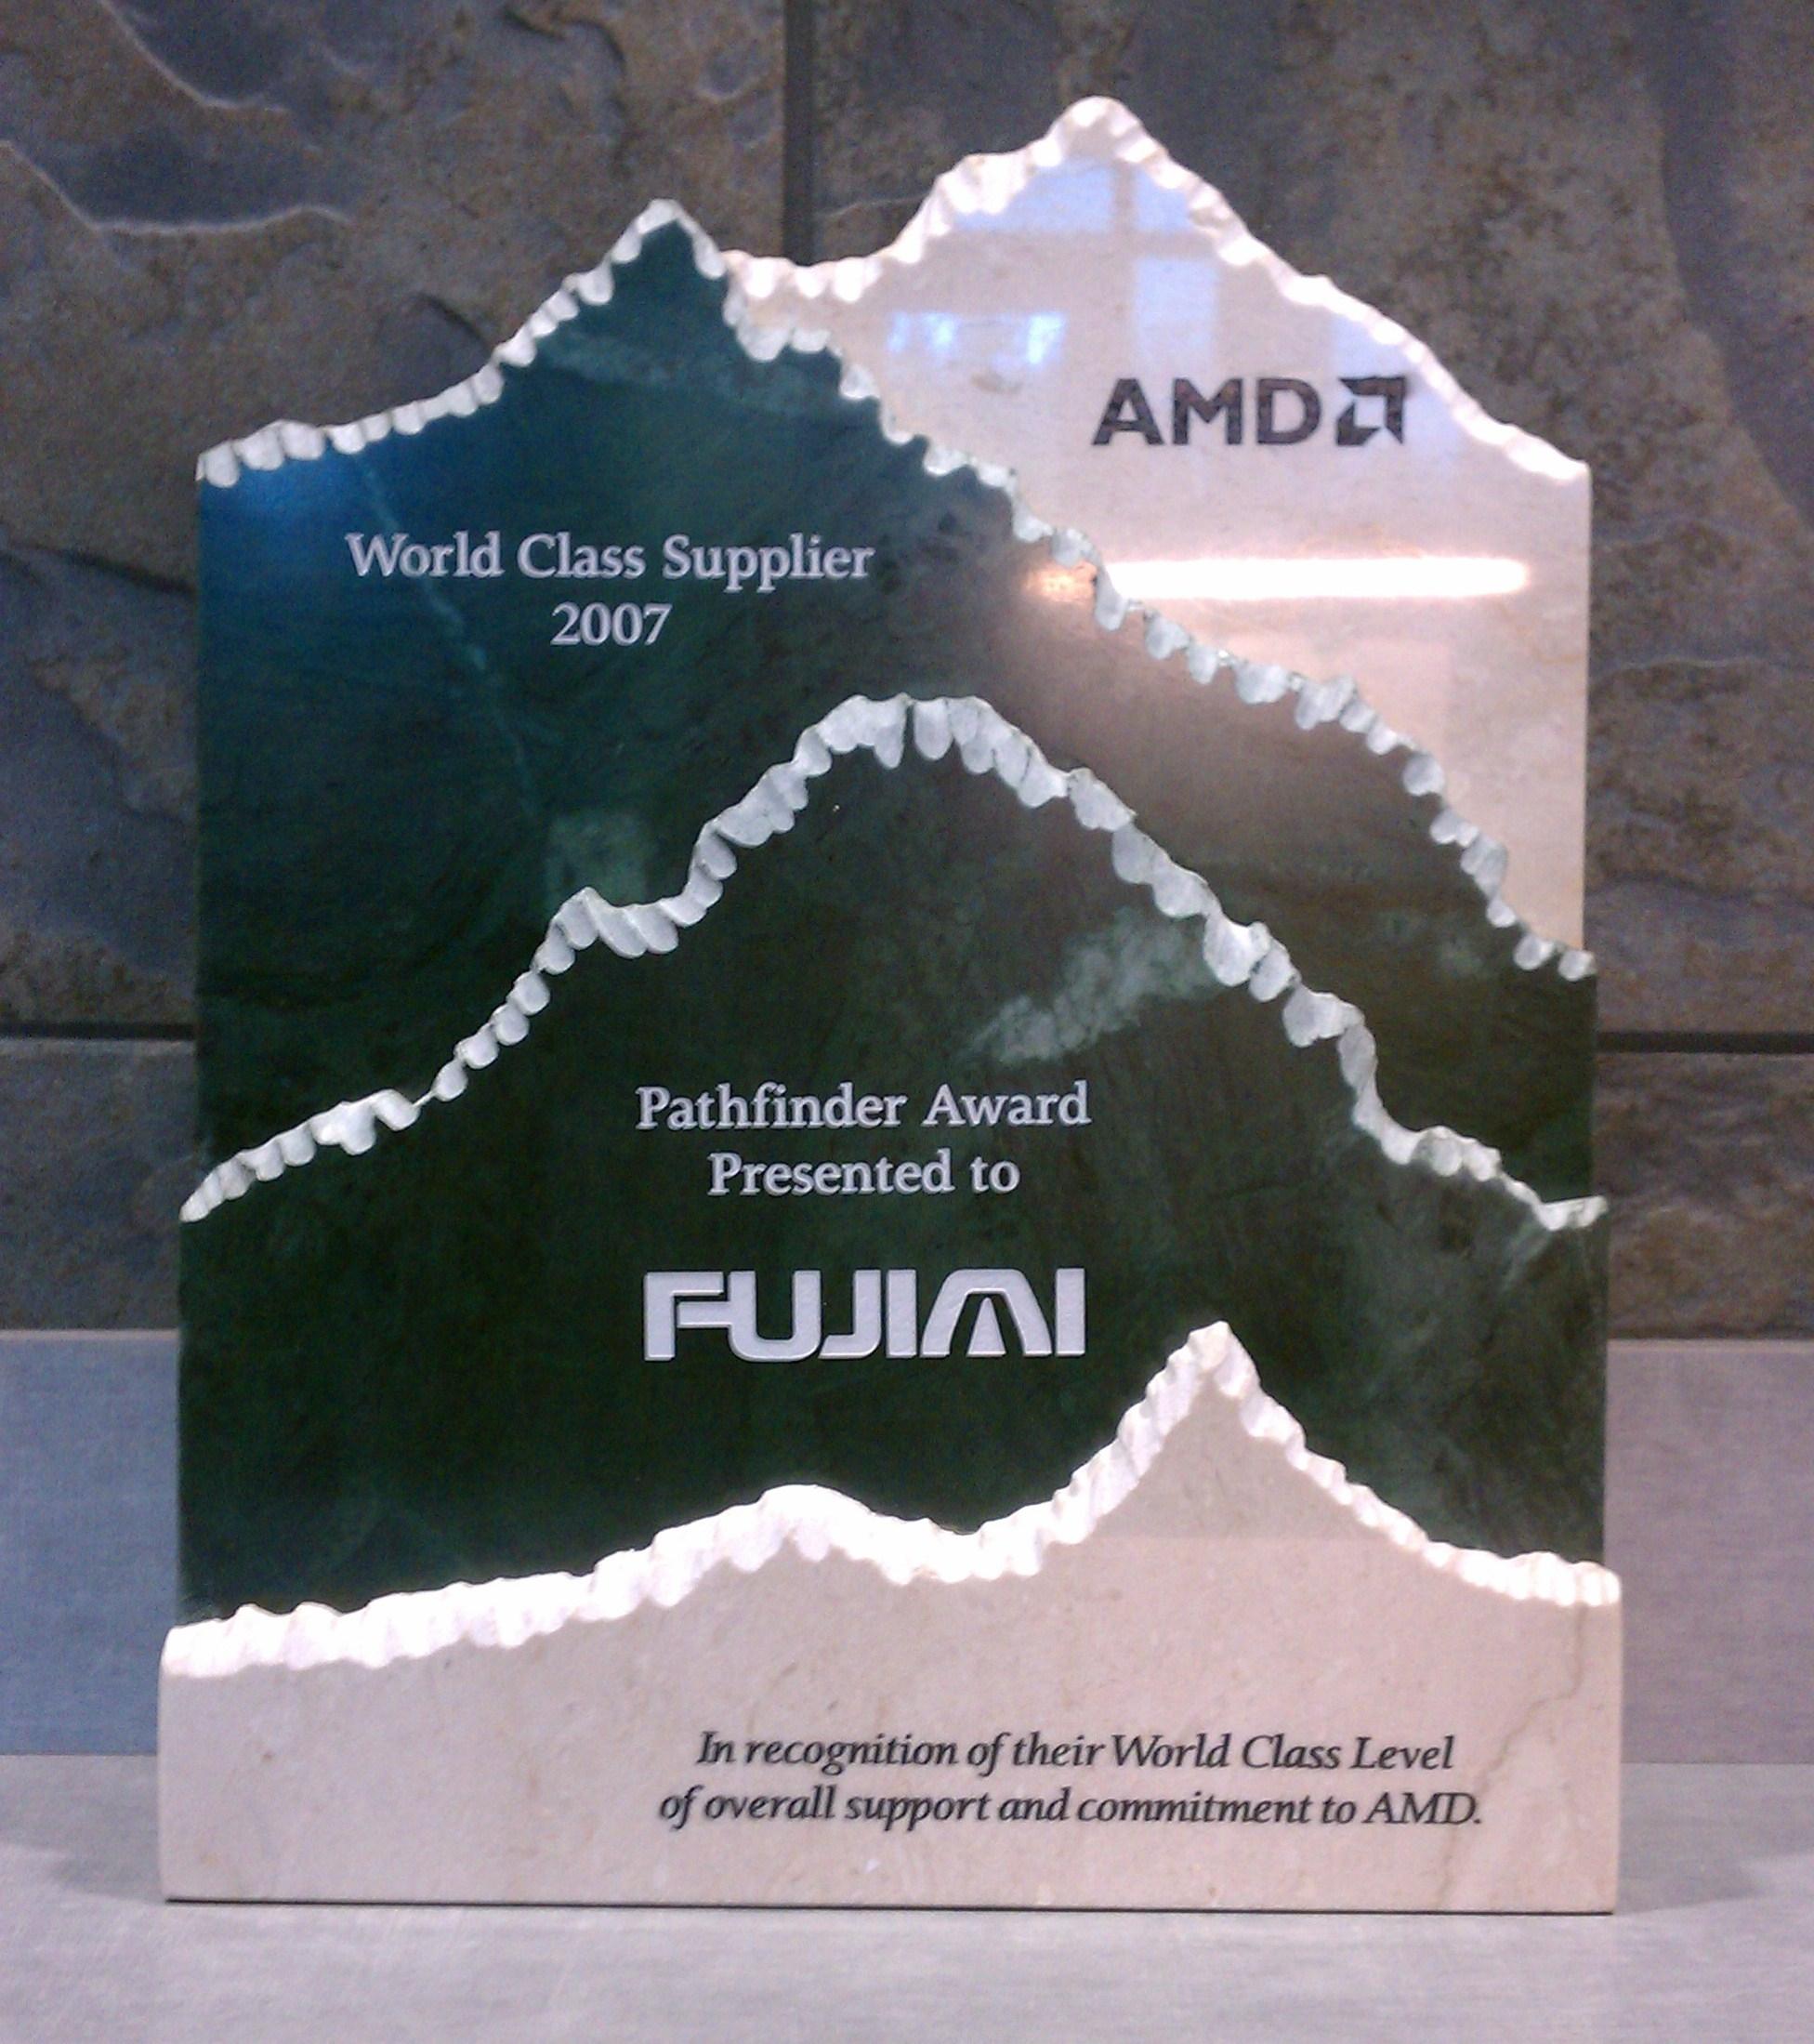 AMD
World Class Supplier
2007
Pathfinder Award
Presented to
FUJIMI
In recognition of their World Class Level
of overall support and commitment to AMD.